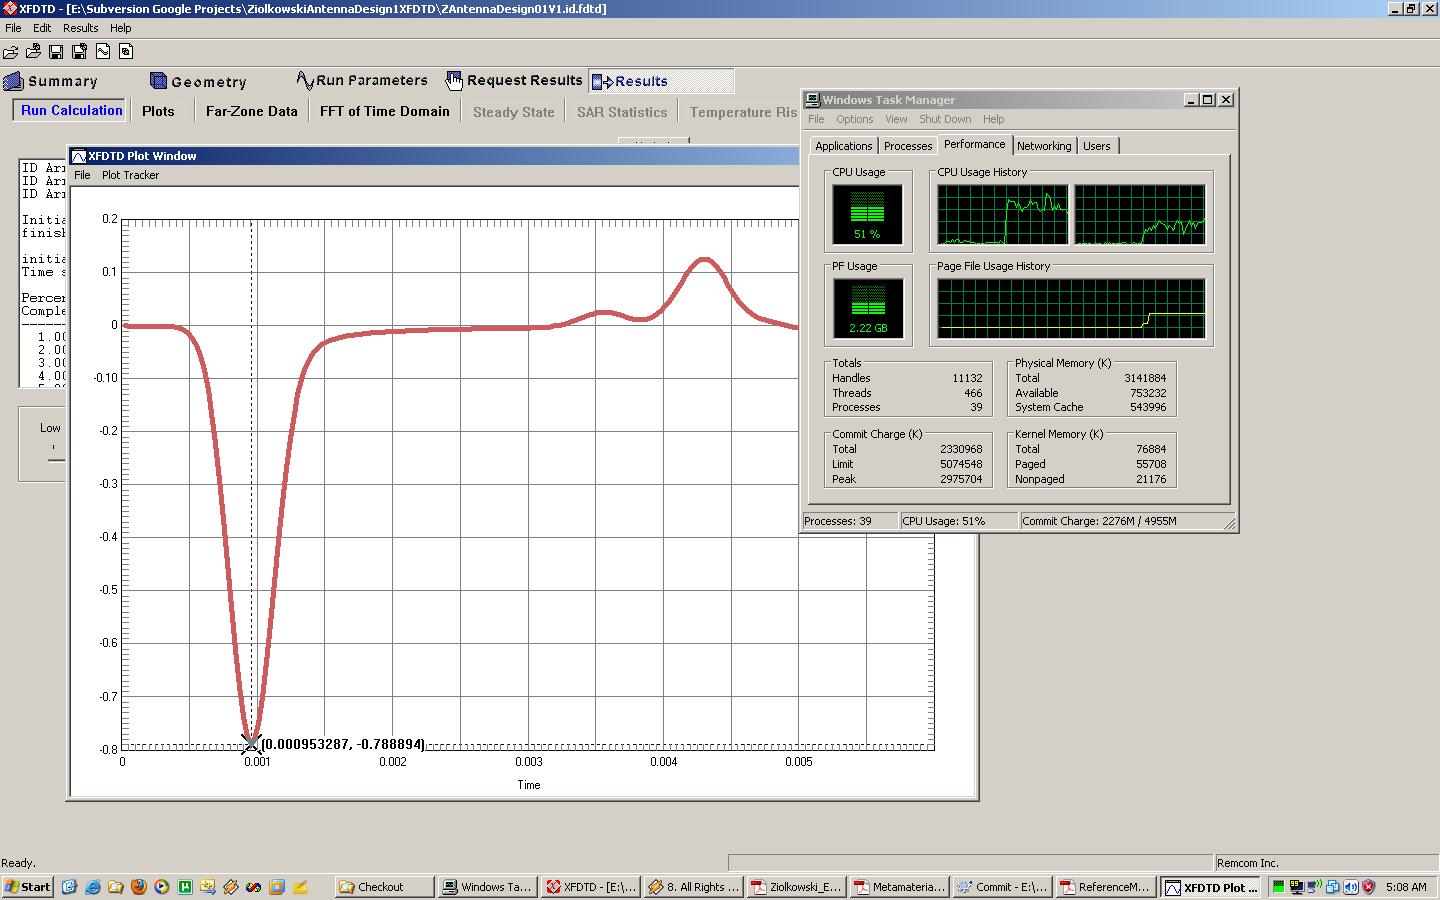 XFDTD - [E:\Subversion Google Projects\ZiolkowskiAntennaDesign1XFDTD\ZAntennaDesign01V1.id.fdtd]
File Edit Results Help
Summary Geometry Run Parameters Request Results Results
Run Calculation Plots Far-Zone Data FFT of Time Domain Steady State SAR Statistics Temperature Ris
ID Arr
ID Arr
ID Arr
Initia
finish
initia
Time s
Percen
Comple
1.00
2.00
3.00
4.00
Low
XFDTD Plot Window
File Plot Tracker
0.2
0.1
0
-0.10
-0.2
-0.3
-0.4
-0.5
-0.6
-0.7
-0.8
(0.000953287, -0.788894)
0 0.001 0.002 0.003 0.004 0.005
Time
Windows Task Manager
File Options View Shut Down Help
Applications Processes Performance Networking Users
CPU Usage CPU Usage History
51 %
PF Usage Page File Usage History
2.22 GB
Totals
Handles 11132
Threads 466
Processes 39
Physical Memory (K)
Total 3141884
Available 753232
System Cache 543996
Commit Charge (K)
Total 2330968
Limit 5074548
Peak 2975704
Kernel Memory (K)
Total 76884
Paged 55708
Nonpaged 21176
Processes: 39 CPU Usage: 51% Commit Charge: 2276M / 4955M
Ready. Remcom Inc.
Start Checkout Windows Ta... XFDTD - [E:\... 8. All Rights ... Ziolkowski_E... Metamateria... Commit - E:\... ReferenceM... XFDTD Plot ... 5:08 AM